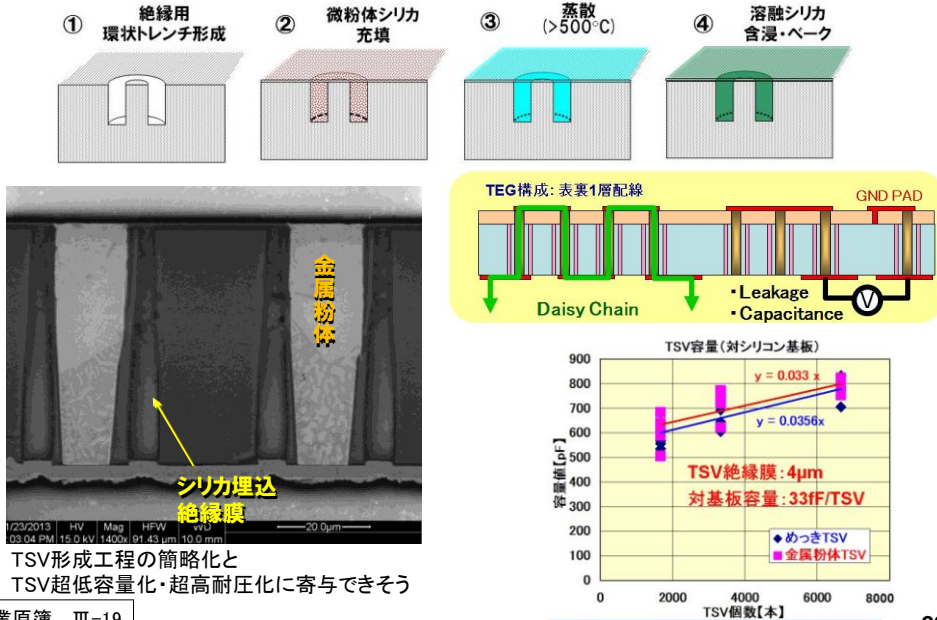 ① 絶縁用
環状トレンチ形成
② 微粉体シリカ
充填
③ 蒸散
(>500°C)
④ 溶融シリカ
含浸・ベーク
金属粉体
シリカ埋込
絶縁膜
1/23/2013 HV Mag HFW WD
:03:04 PM 15.0 kV 1400x 91.43 µm 10.0 mm
20.0µm
TEG構成: 表裏1層配線
GND PAD
Daisy Chain
・Leakage
・Capacitance
V
TSV容量(対シリコン基板)
容量値[pF]
900
800
700
600
500
400
300
200
100
0
y = 0.033 x
y = 0.0356x
TSV絶縁膜:4μm
対基板容量:33fF/TSV
めっきTSV
金属粉体TSV
0 2000 4000 6000 8000
TSV個数【本】
TSV形成工程の簡略化と
TSV超低容量化・超高耐圧化に寄与できそう
業原簿 Ⅲ-19